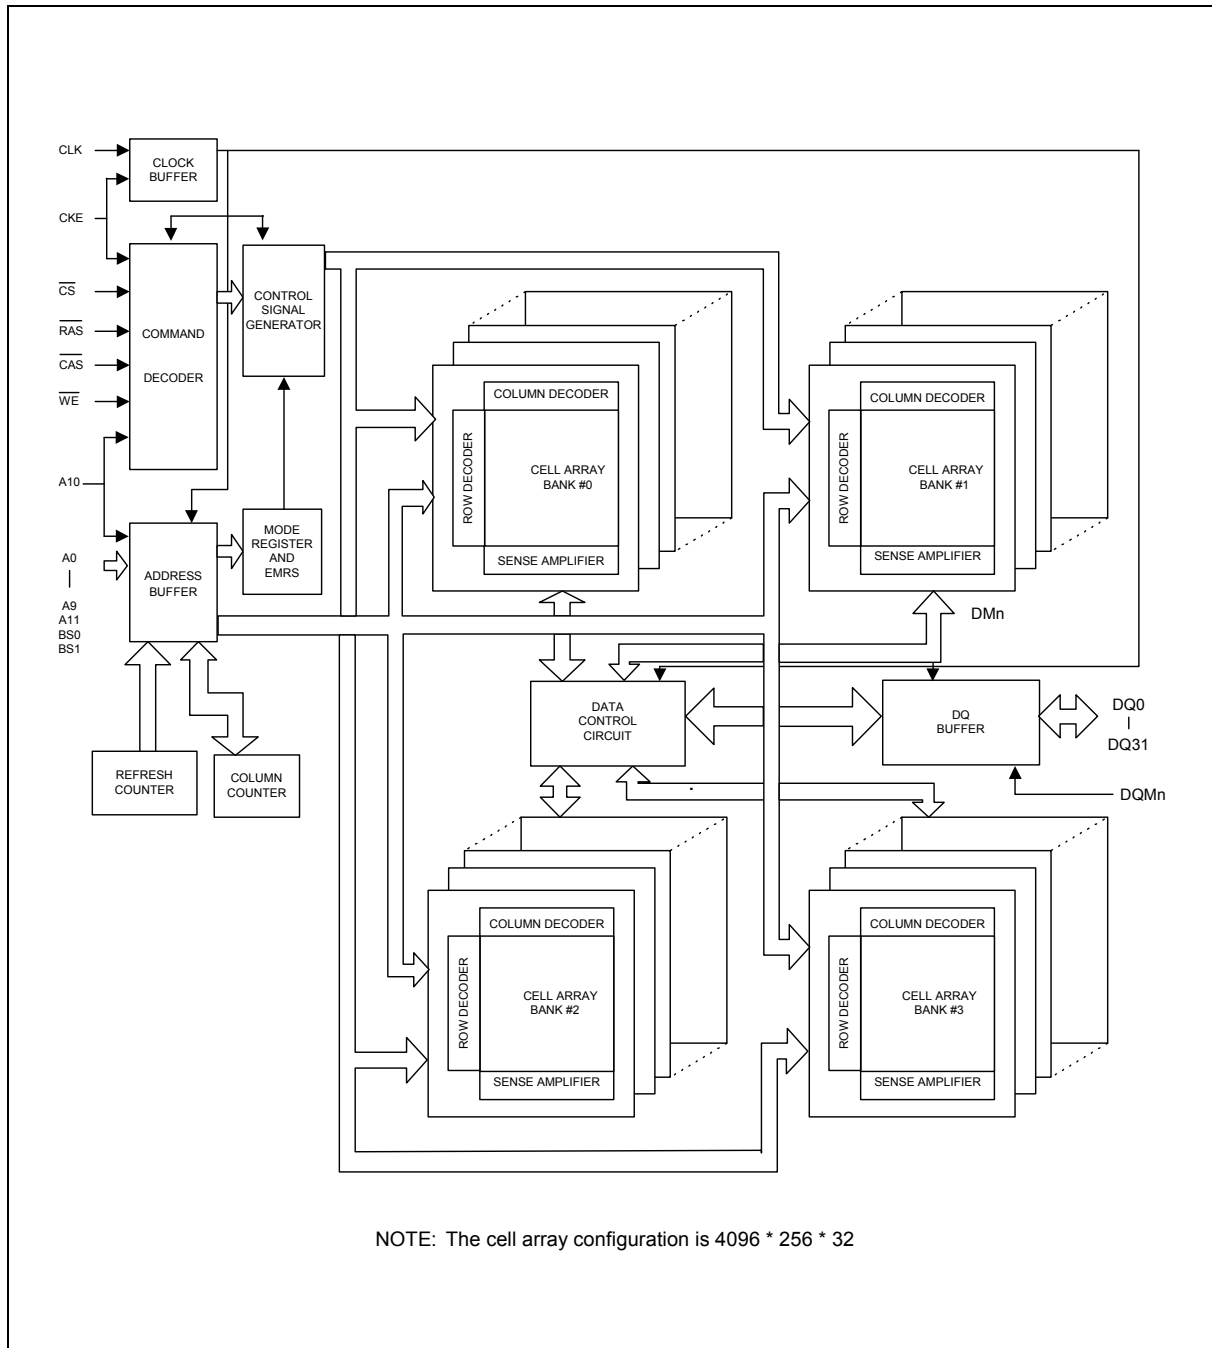 CLK
CLOCK
BUFFER
CKE
CS
RAS
CAS
WE
COMMAND
DECODER
CONTROL
SIGNAL
GENERATOR
A10
A0
A9
A11
BS0
BS1
ADDRESS
BUFFER
MODE
REGISTER
AND
EMRS
REFRESH
COUNTER
COLUMN
COUNTER
COLUMN DECODER
ROW DECODER
CELL ARRAY
BANK #0
SENSE AMPLIFIER
COLUMN DECODER
ROW DECODER
CELL ARRAY
BANK #1
SENSE AMPLIFIER
DMn
DATA
CONTROL
CIRCUIT
DQ
BUFFER
DQ0
DQ31
DQMn
COLUMN DECODER
ROW DECODER
CELL ARRAY
BANK #2
SENSE AMPLIFIER
COLUMN DECODER
ROW DECODER
CELL ARRAY
BANK #3
SENSE AMPLIFIER
NOTE: The cell array configuration is 4096 * 256 * 32